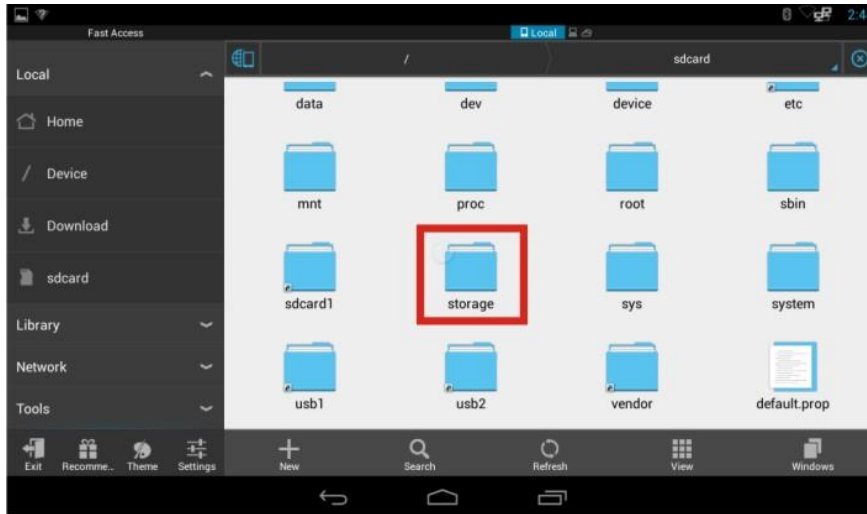 2:4
Fast Access
Local
Local
/
sdcard
Home
/ Device
Download
sdcard
Library
Network
Tools
data
dev
device
etc
mnt
proc
root
sbin
sdcard1
storage
sys
system
usb1
usb2
vendor
default.prop
Exit
Recomme..
Theme
Settings
New
Search
Refresh
View
Windows